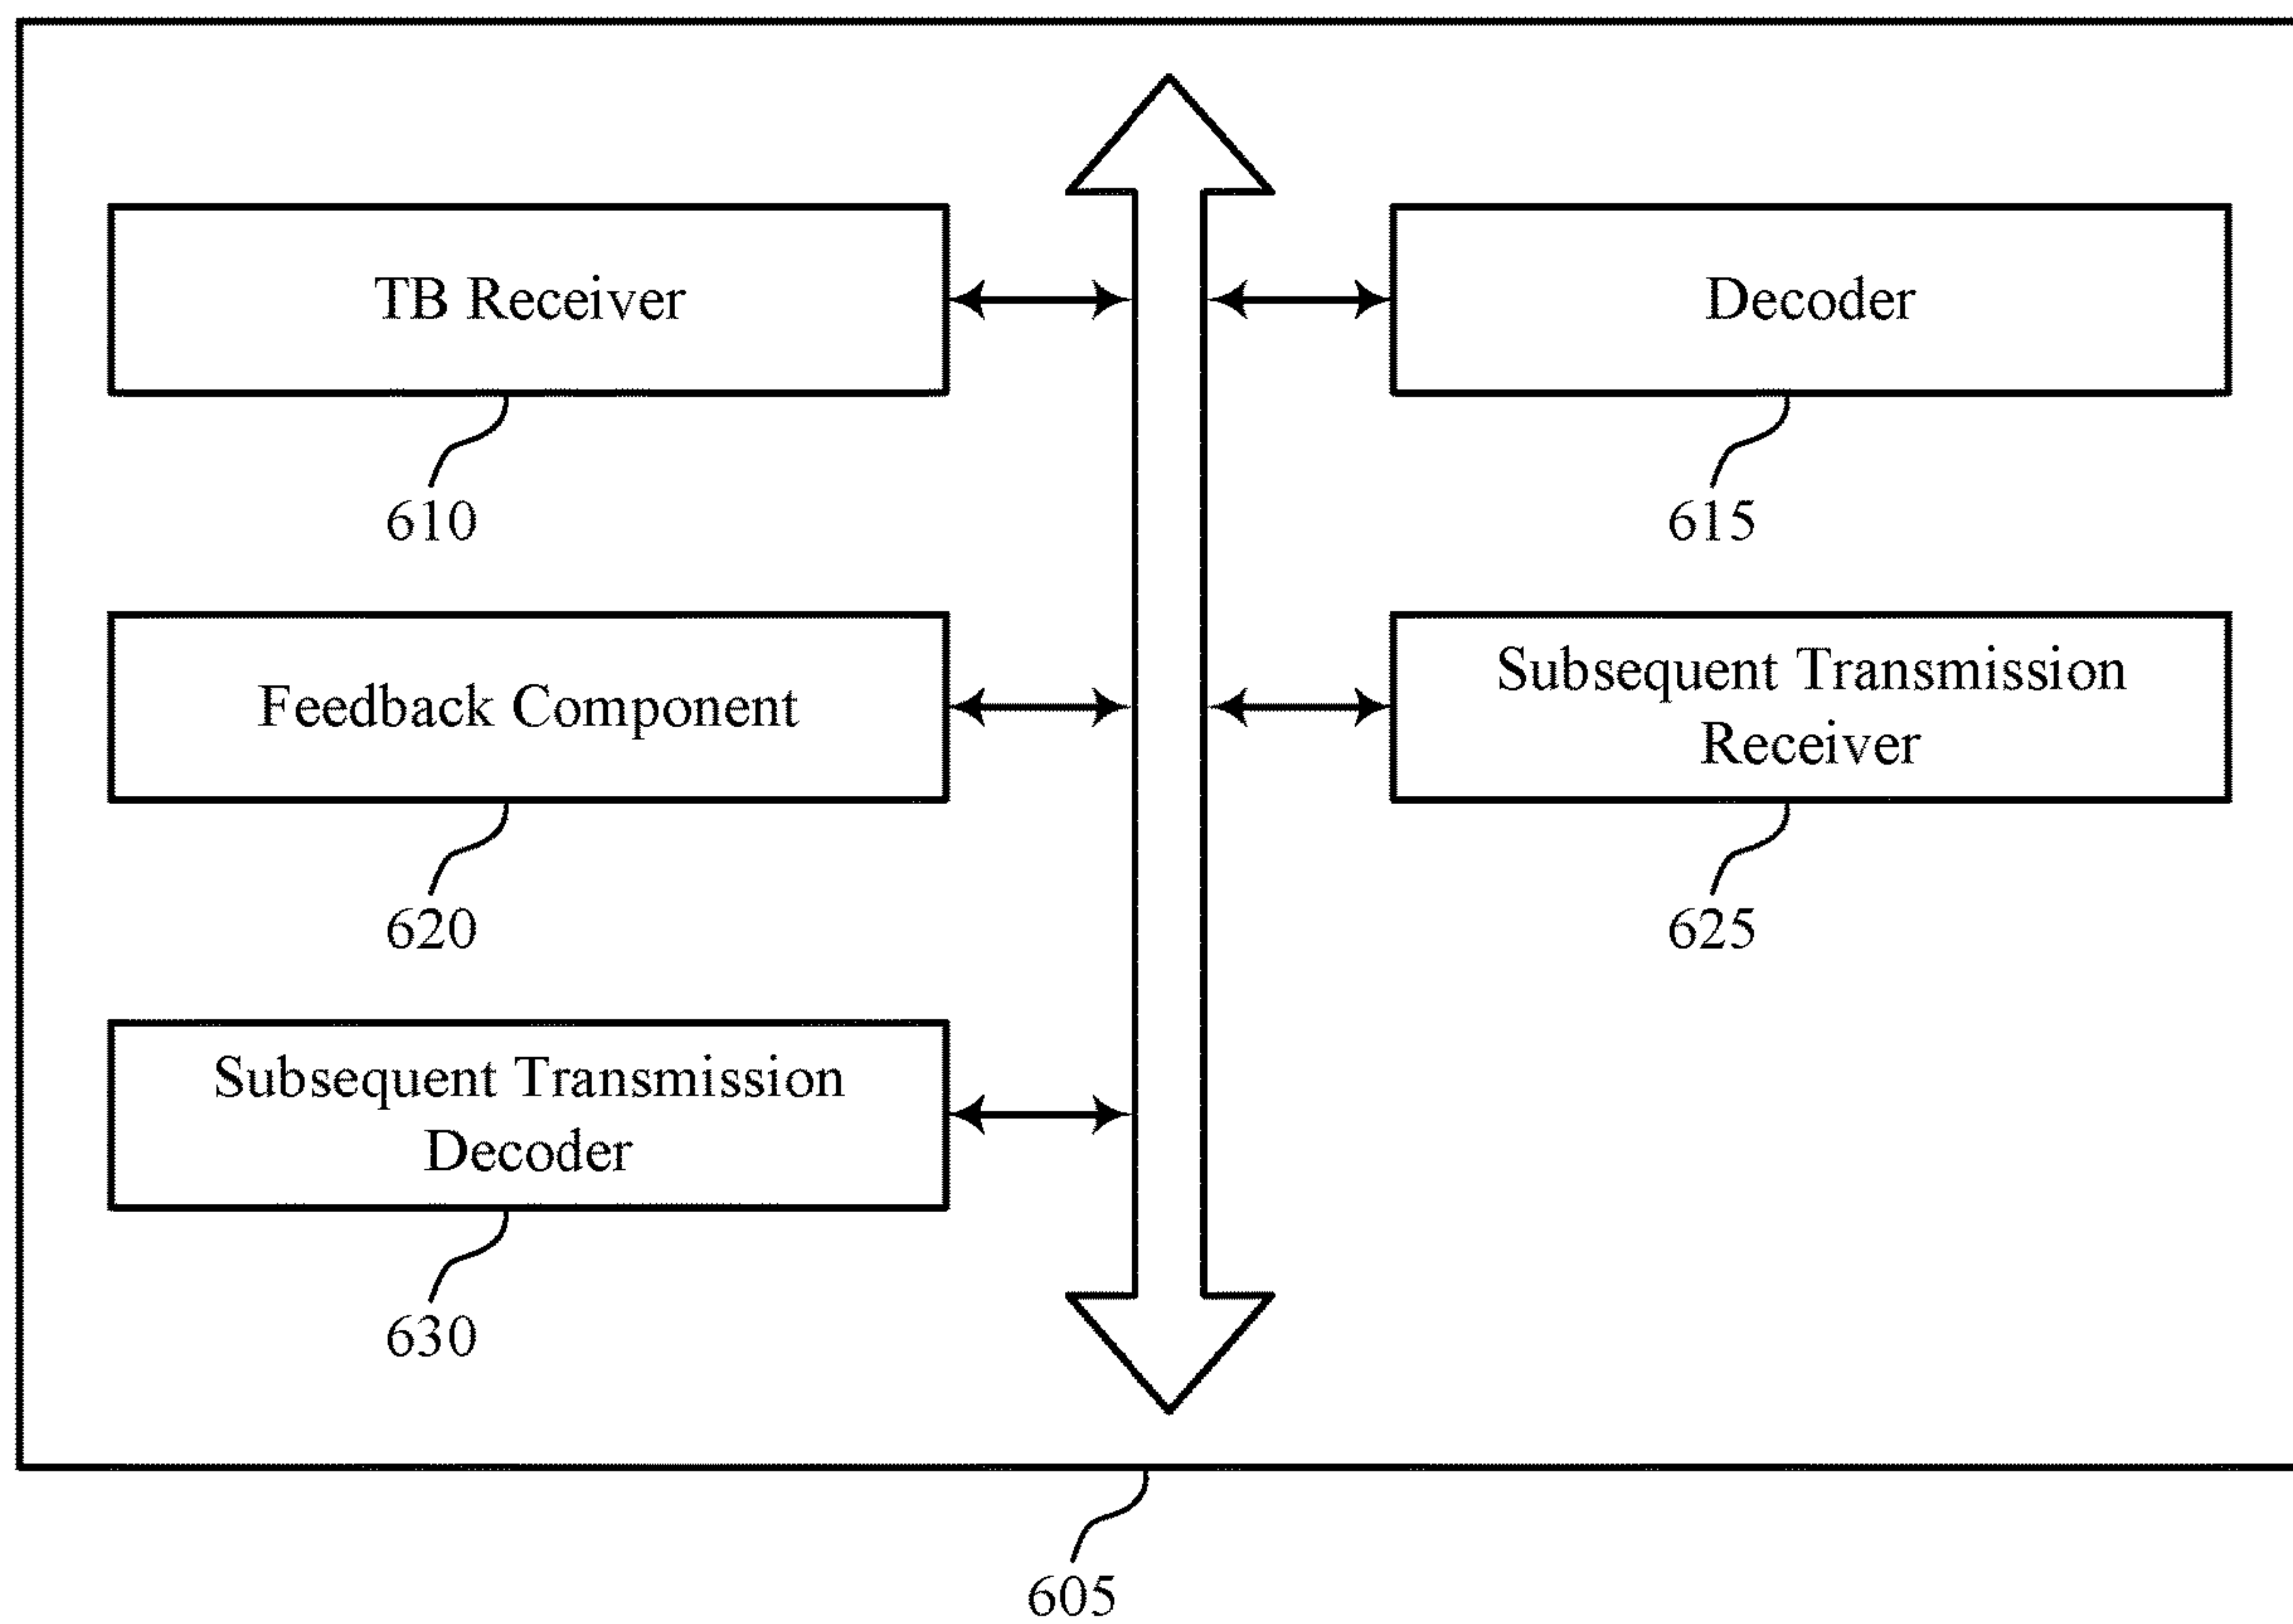 TB Receiver
Decoder
610
615
Feedback Component
Subsequent Transmission
Receiver
620
625
Subsequent Transmission
Decoder
630
605